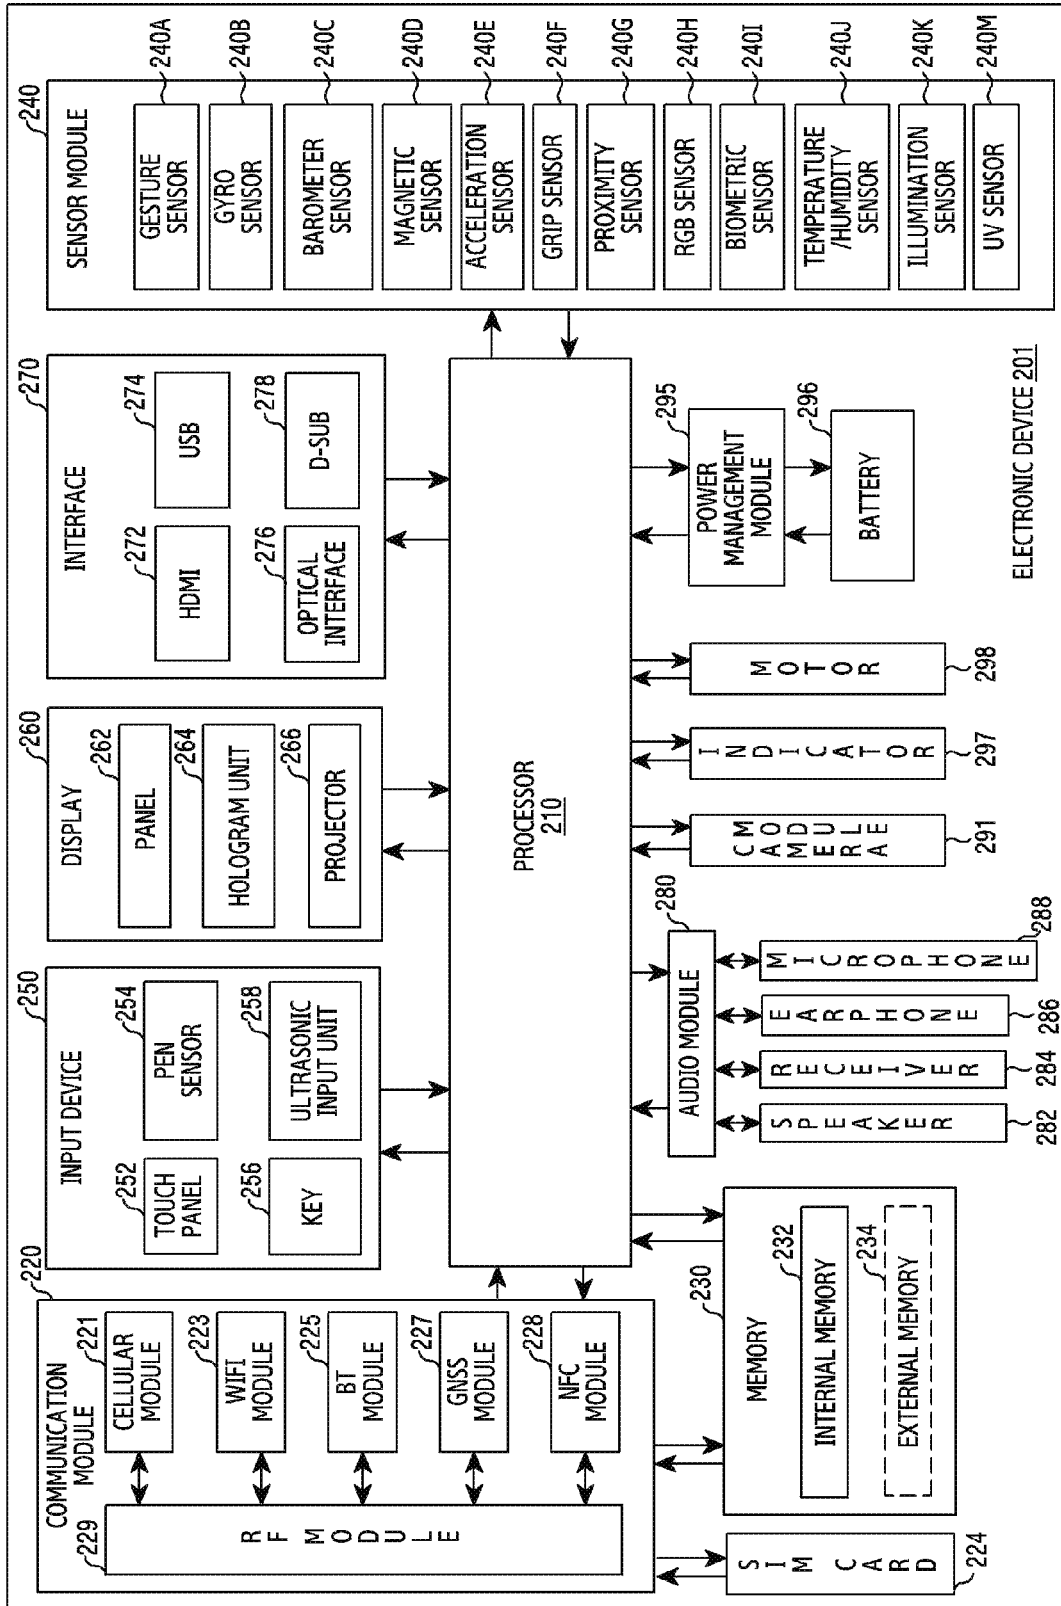 220
COMMUNICATION
MODULE
229
RF MODULE
221
CELLULAR
MODULE
223
WIFI
MODULE
225
BT
MODULE
227
GNSS
MODULE
228
NFC
MODULE
250
INPUT DEVICE
252
TOUCH
PANEL
254
PEN
SENSOR
256
KEY
258
ULTRASONIC
INPUT UNIT
260
DISPLAY
262
PANEL
264
HOLOGRAM UNIT
266
PROJECTOR
270
INTERFACE
272
HDMI
274
USB
276
OPTICAL
INTERFACE
278
D-SUB
240
SENSOR MODULE
GESTURE
SENSOR
240A
GYRO
SENSOR
240B
BAROMETER
SENSOR
240C
MAGNETIC
SENSOR
240D
ACCELERATION
SENSOR
240E
GRIP SENSOR
240F
PROXIMITY
SENSOR
240G
RGB SENSOR
240H
BIOMETRIC
SENSOR
240I
TEMPERATURE
/HUMIDITY
SENSOR
240J
ILLUMINATION
SENSOR
240K
UV SENSOR
240M
PROCESSOR
210
SIM CARD
224
230
MEMORY
232
INTERNAL MEMORY
234
EXTERNAL MEMORY
280
AUDIO MODULE
SPEAKER
282
RECEIVER
284
EARPHONE
286
MICROPHONE
288
CAMERA
MODULE
291
INDICATOR
297
MOTOR
298
295
POWER
MANAGEMENT
MODULE
296
BATTERY
ELECTRONIC DEVICE 201